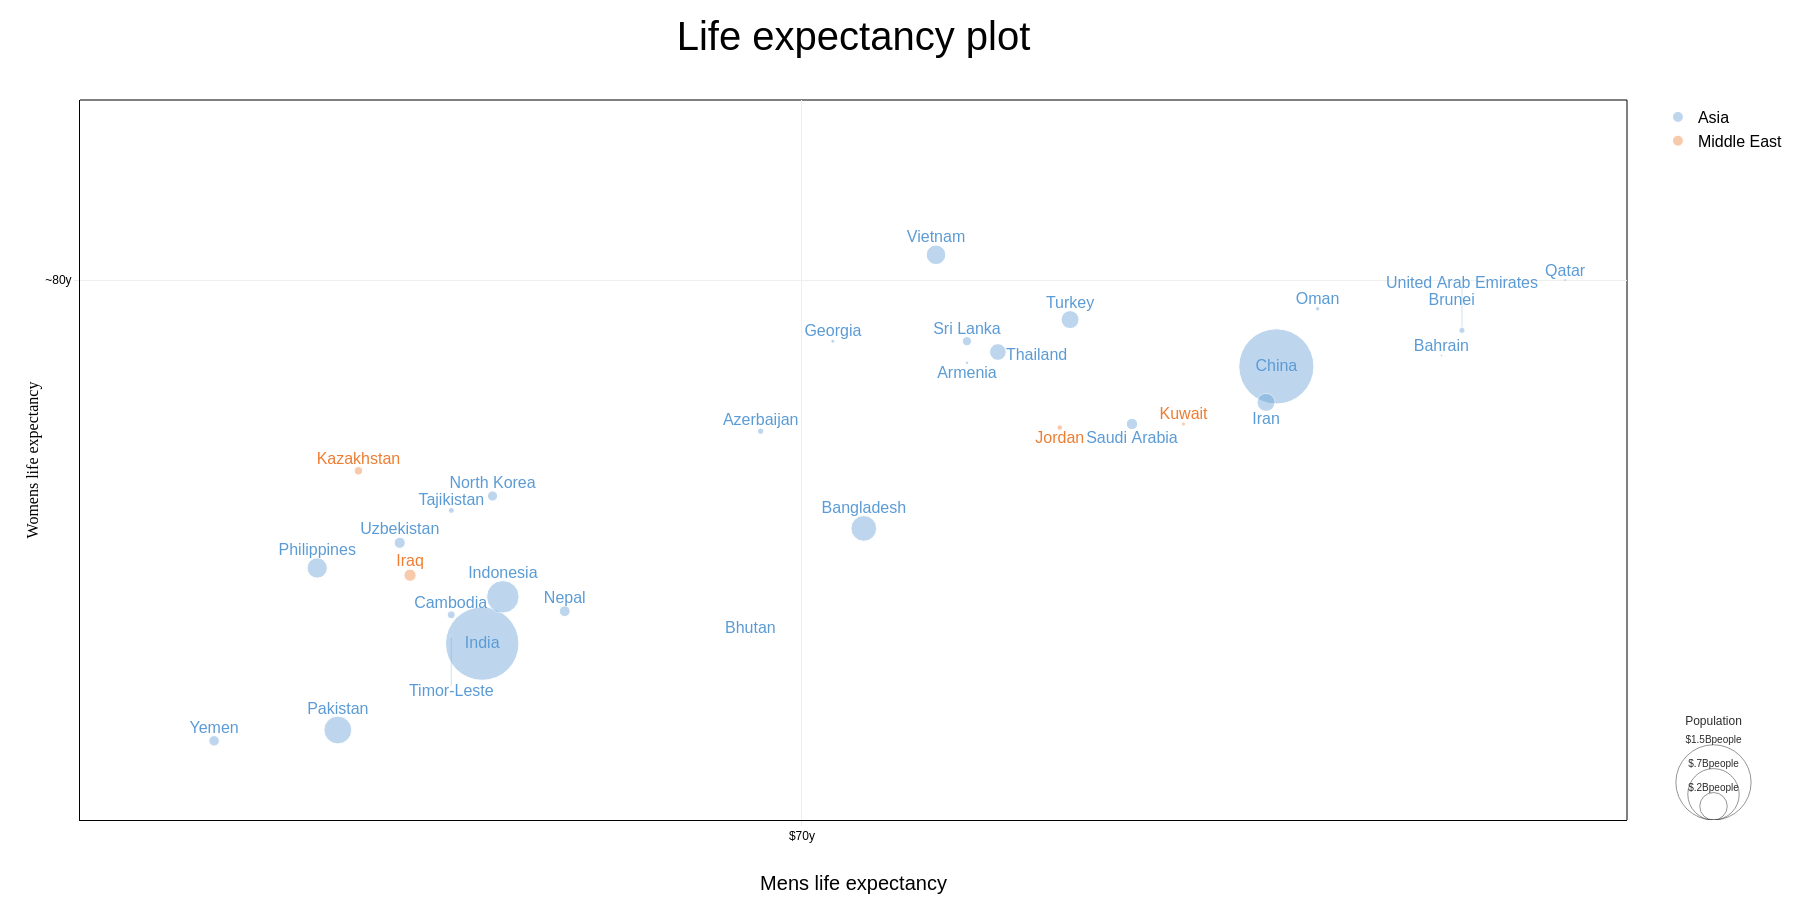 Life expectancy plot
Asia
Middle East
Vietnam
Qatar
~80y
United Arab Emirates
Oman
Brunei
Turkey
Georgia
Sri Lanka
Bahrain
Thailand
China
Armenia
Kuwait
Iran
Azerbaijan
Jordan
Saudi Arabia
Kazakhstan
North Korea
Tajikistan
Bangladesh
Uzbekistan
Philippines
Iraq
Indonesia
Nepal
Cambodia
Bhutan
India
Timor-Leste
Pakistan
Yemen
Womens life expectancy
Population
$1.5Bpeople
$.7Bpeople
$.2Bpeople
$70y
Mens life expectancy